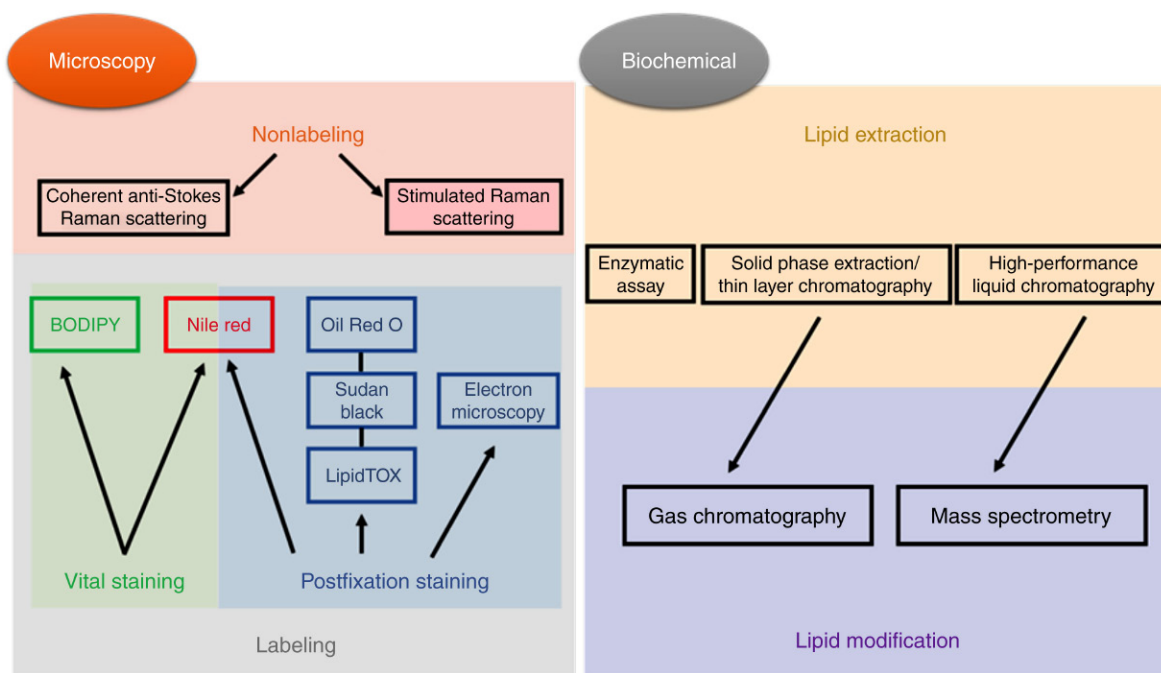 Microscopy
Nonlabeling
Coherent anti-Stokes
Raman scattering
Stimulated Raman
scattering
BODIPY
Nile red
Oil Red O
Sudan
black
LipidTOX
Electron
microscopy
Vital staining
Postfixation staining
Labeling
Biochemical
Lipid extraction
Enzymatic
assay
Solid phase extraction/
thin layer chromatography
High-performance
liquid chromatography
Gas chromatography
Mass spectrometry
Lipid modification